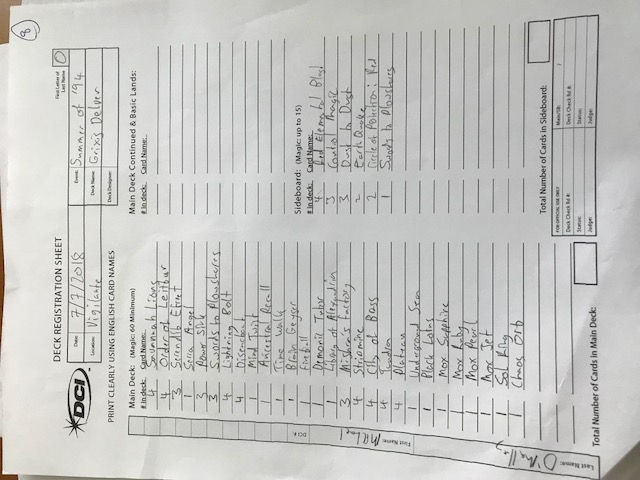 8
DECK REGISTRATION SHEET
First Letter of Last Name O
DCI
Date: 7/7/2018
Event: Summer of '94
Location: Vigilante
Deck Name: Grixis Delver
Deck Designer:
PRINT CLEARLY USING ENGLISH CARD NAMES
Main Deck: (Magic: 60 Minimum)
# in deck: Card Name:
4 Savannah Lions
4 Order of Leitbur
3 Serendib Efreet
1 Serra Angel
3 Power Sink
3 Swords to Plowshares
4 Lightning Bolt
4 Disenchant
1 Mind Twist
1 Ancestral Recall
1 Time Walk
1 Brain Geyser
1 Fireball
1 Demonic Tutor
1 Library of Alexandria
3 Mishra's Factory
4 Stripmine
4 City of Brass
4 Tundra
4 Plateau
1 Underground Sea
1 Black Lotus
1 Mox Sapphire
1 Mox Ruby
1 Mox Pearl
1 Mox Jet
1 Sol Ring
1 Chaos Orb
Total Number of Cards in Main Deck:
Main Deck Continued & Basic Lands:
# in deck: Card Name:
Sideboard: (Magic: up to 15)
# in deck: Card Name:
4 Red Elemental Blast
3 Control Magic
3 Dust to Dust
2 EarthQuake
2 Circle of Protection: Red
1 Swords to Plowshares
Total Number of Cards in Sideboard:
FOR OFFICIAL USE ONLY
Main/SB: /
Deck Check Rd #:
Deck Check Rd #:
Status:
Status:
Judge:
Judge:
DCI #:
First Name:
Last Name: O'Malley